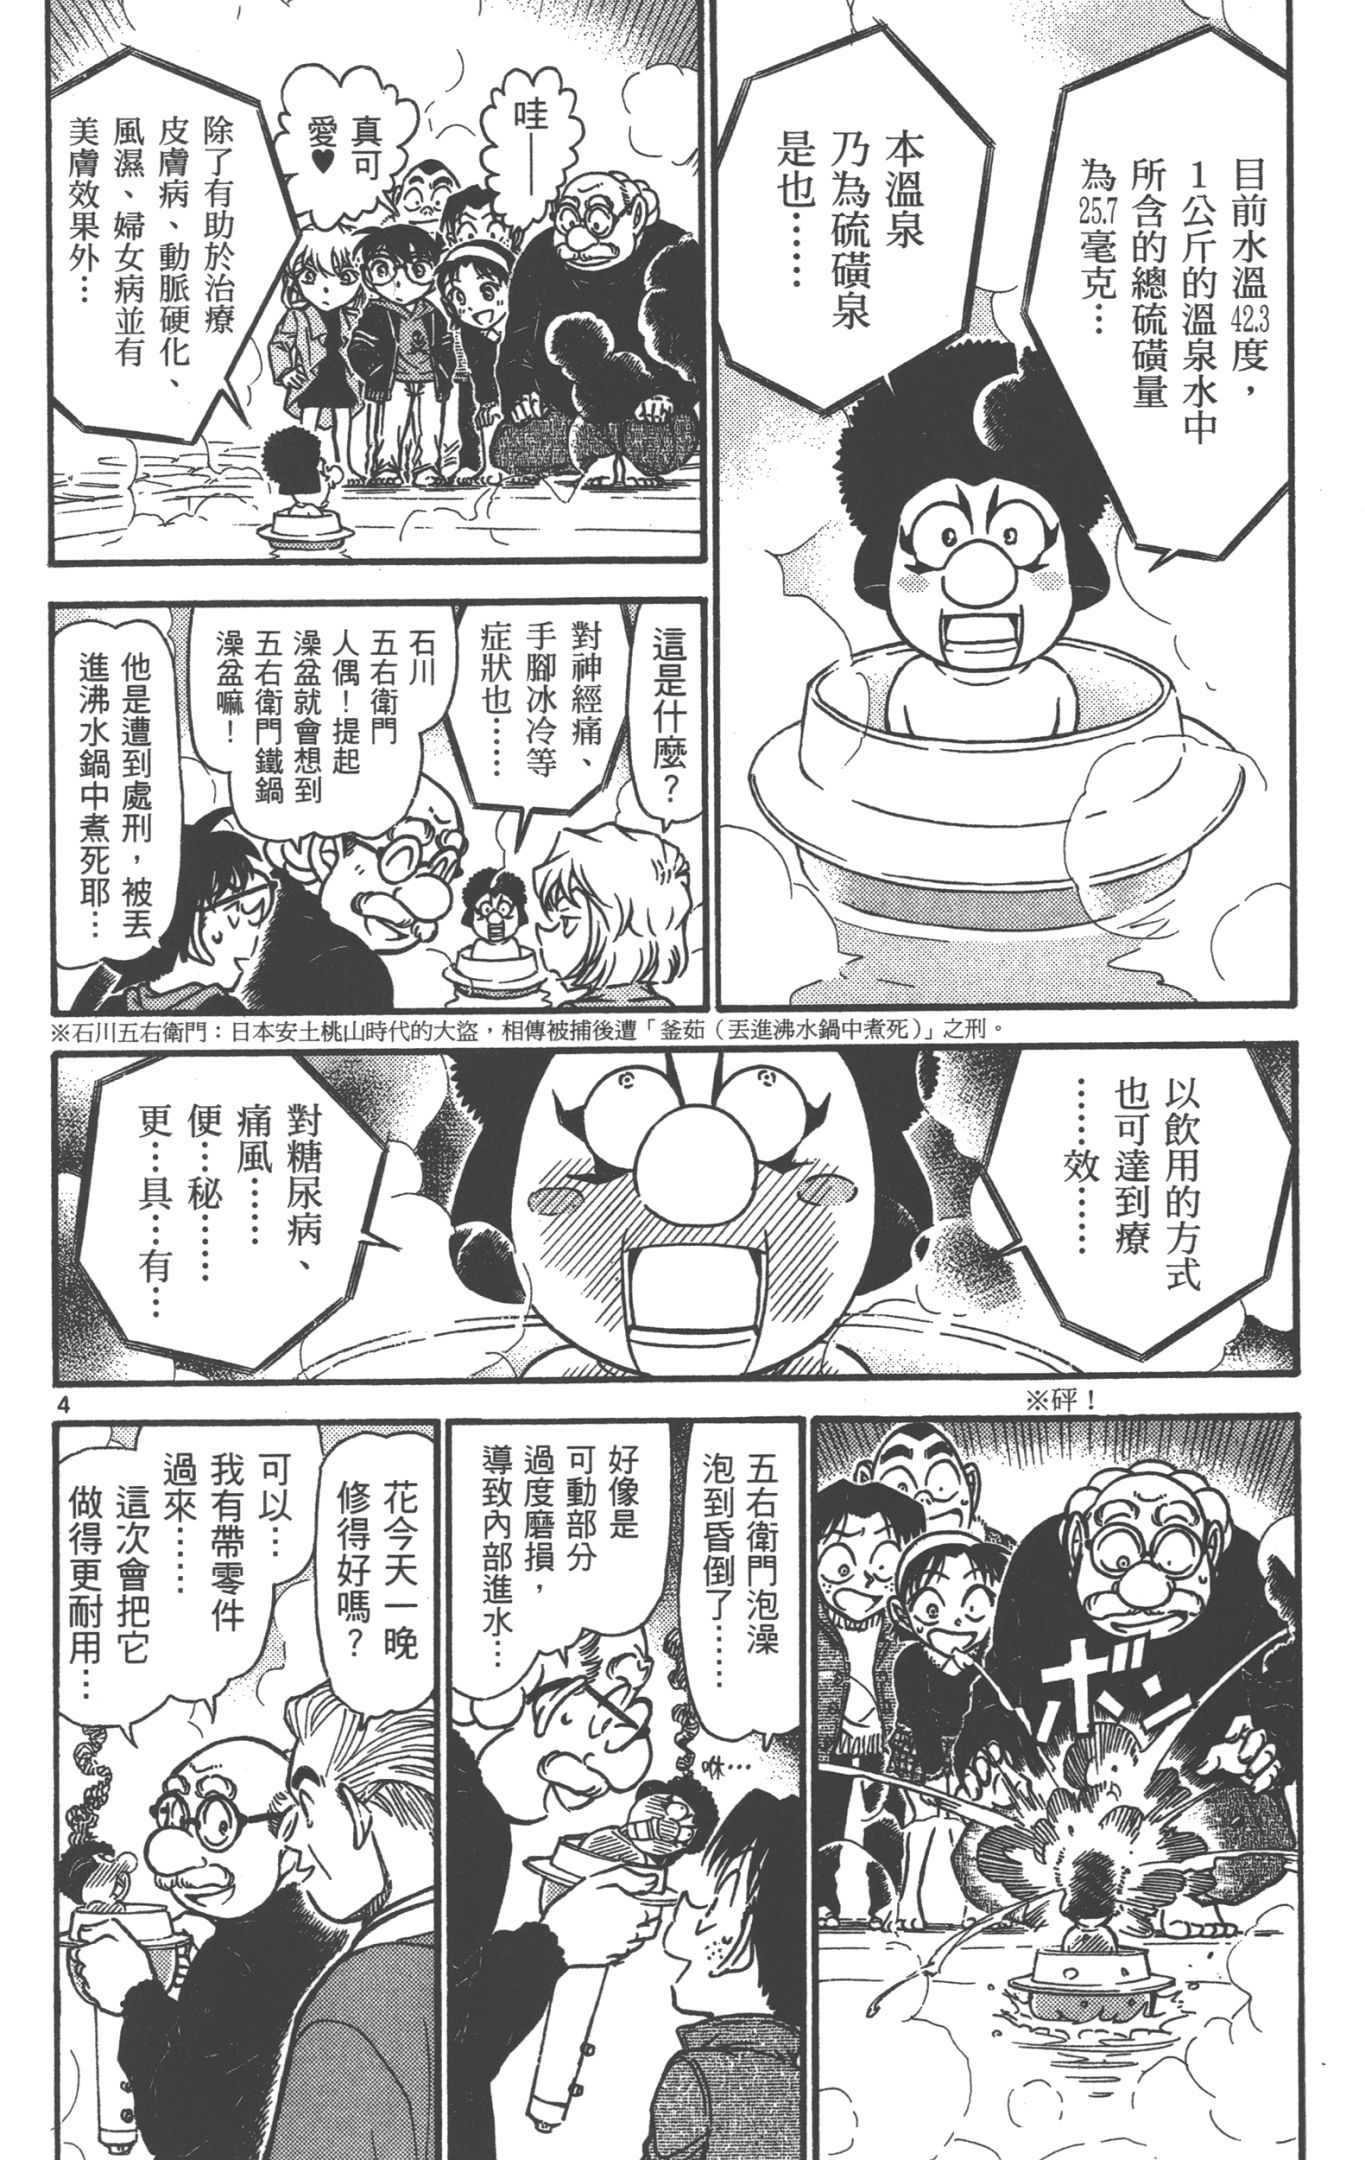 目前水溫42.3度，
1公斤的溫泉水中
所含的總硫磺量
為25.7毫克…
本溫泉
乃為硫磺泉
是也……
哇——
真可
愛♥
除了有助於治療
皮膚病、動脈硬化、
風濕、婦女病並有
美膚效果外…
這是什麼？
對神經痛、
手腳冰冷等
症狀也……
石川
五右衛門
人偶！提起
澡盆就會想到
五右衛門鐵鍋
澡盆嘛！
他是遭到處刑，被丟
進沸水鍋中煮死耶…
※石川五右衛門：日本安土桃山時代的大盜，相傳被捕後遭「釜茹（丟進沸水鍋中煮死）」之刑。
以飲用的方式
也可達到療
……效……
對糖尿病、
痛風……
便…秘……
更…具…有…
4
※砰！
ボン
五右衛門泡澡
泡到昏倒了……
好像是
可動部分
過度磨損，
導致內部進水…
咻…
花今天一晚
修得好嗎？
可以…
我有帶零件
過來……
這次會把它
做得更耐用…